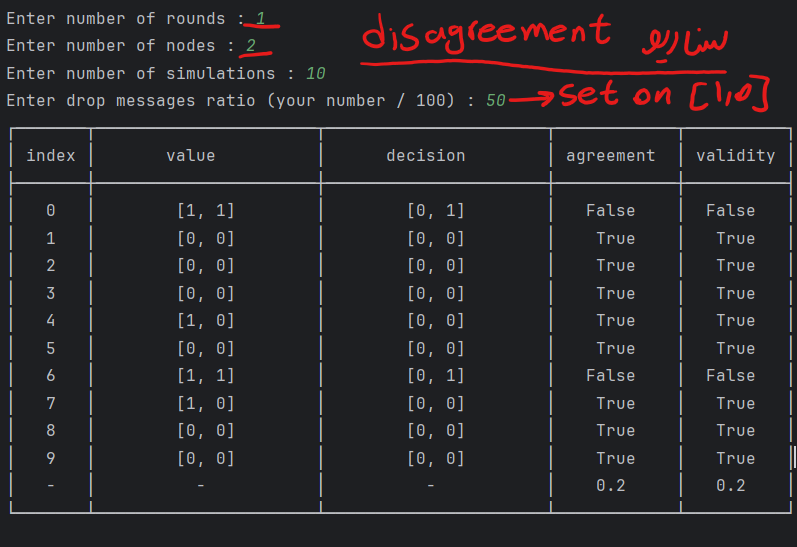 Enter number of rounds : 1
disagreement سناریو
Enter number of nodes : 2
Enter number of simulations : 10
Enter drop messages ratio (your number / 100) : 50 → set on [1,0]
index value decision agreement validity
0 [1, 1] [0, 1] False False
1 [0, 0] [0, 0] True True
2 [0, 0] [0, 0] True True
3 [0, 0] [0, 0] True True
4 [1, 0] [0, 0] True True
5 [0, 0] [0, 0] True True
6 [1, 1] [0, 1] False False
7 [1, 0] [0, 0] True True
8 [0, 0] [0, 0] True True
9 [0, 0] [0, 0] True True
- - - 0.2 0.2